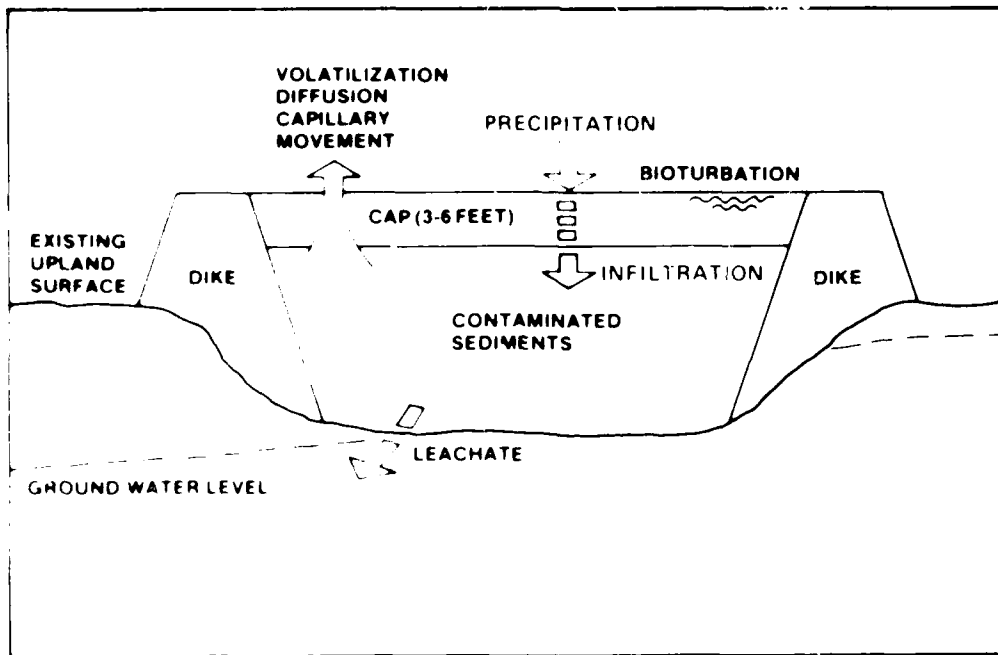 VOLATILIZATION
DIFFUSION
CAPILLARY
MOVEMENT
PRECIPITATION
BIOTURBATION
CAP (3-6 FEET)
EXISTING
UPLAND
SURFACE
DIKE
INFILTRATION
DIKE
CONTAMINATED
SEDIMENTS
LEACHATE
GROUND WATER LEVEL